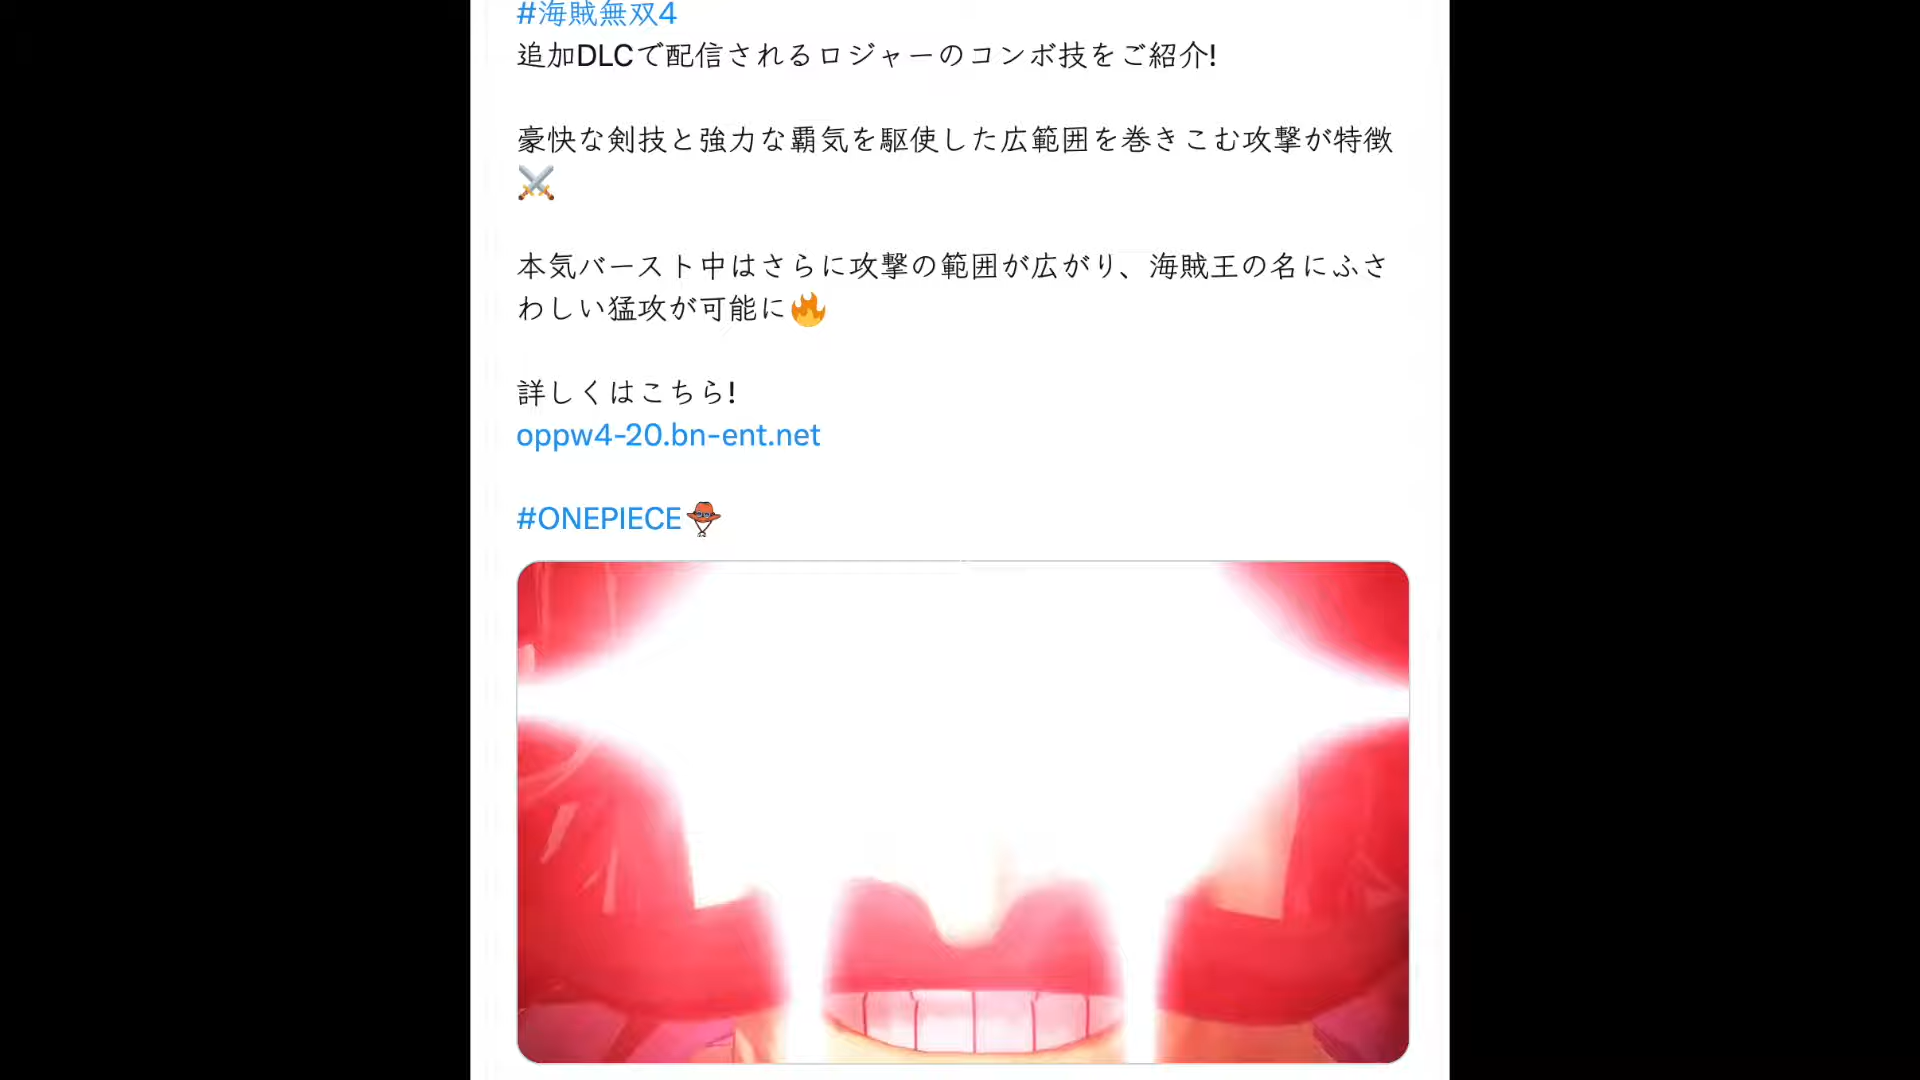 #海賊無双4
追加DLCで配信されるロジャーのコンボ技をご紹介!
豪快な剣技と強力な覇気を駆使した広範囲を巻きこむ攻撃が特徴
⚔️
本気バースト中はさらに攻撃の範囲が広がり、海賊王の名にふさ
わしい猛攻が可能に🔥
詳しくはこちら!
oppw4-20.bn-ent.net
#ONEPIECE